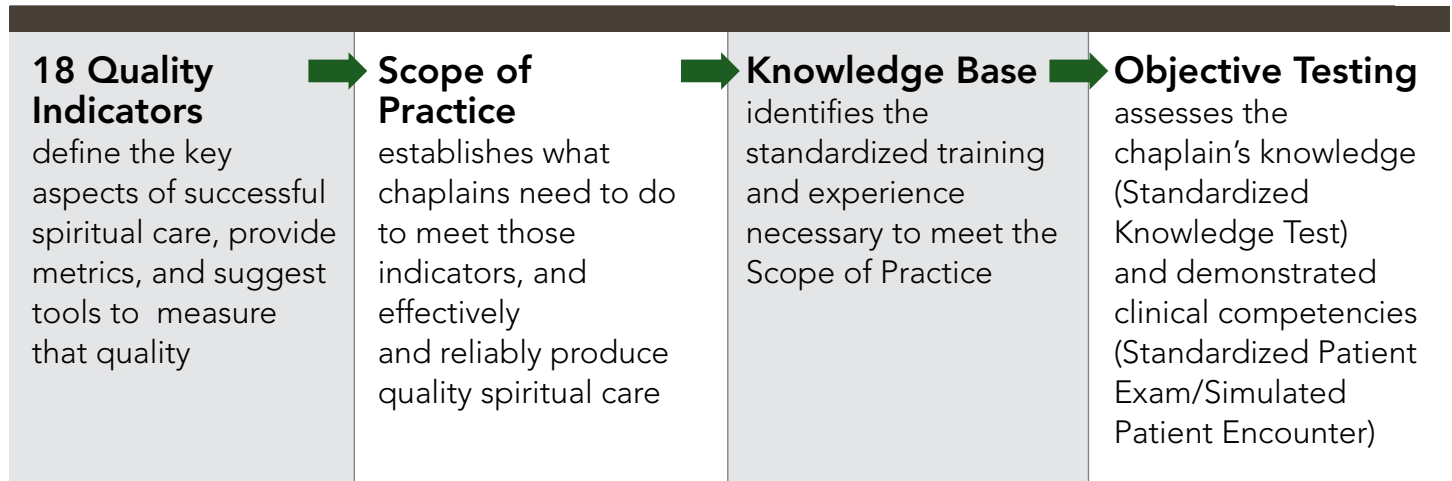 18 Quality
Indicators
define the key
aspects of successful
spiritual care, provide
metrics, and suggest
tools to  measure
that quality
Scope of
Practice
establishes what
chaplains need to do
to meet those
indicators, and
effectively
and reliably produce
quality spiritual care
Knowledge Base
identifies the
standardized training
and experience
necessary to meet the
Scope of Practice
Objective Testing
assesses the
chaplain’s knowledge
(Standardized
Knowledge Test)
and demonstrated
clinical competencies
(Standardized Patient
Exam/Simulated
Patient Encounter)